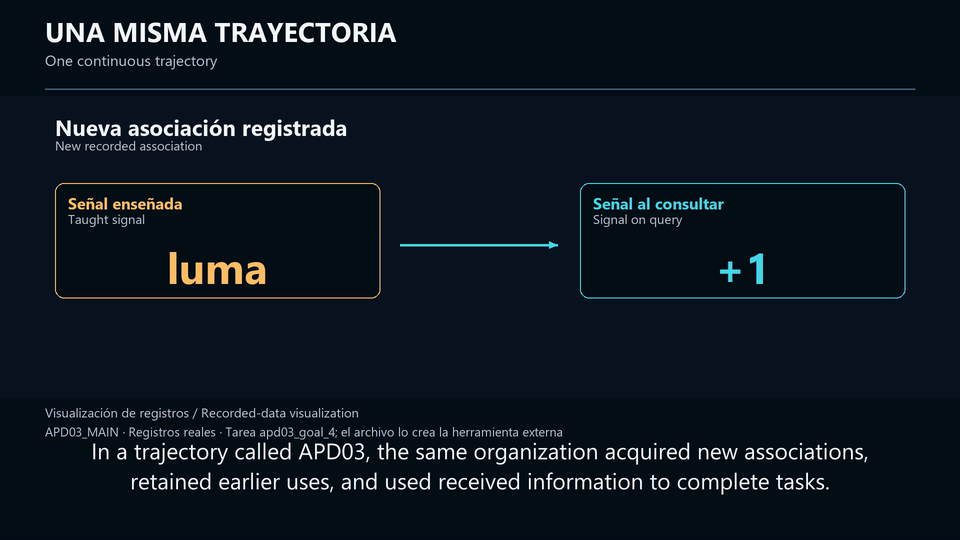 UNA MISMA TRAYECTORIA
One continuous trajectory
Nueva asociación registrada
New recorded association
Señal enseñada
Taught signal
luma
Señal al consultar
Signal on query
+1
Visualización de registros / Recorded-data visualization
APD03_MAIN · Registros reales · Tarea apd03_goal_4; el archivo lo crea la herramienta externa
In a trajectory called APD03, the same organization acquired new associations,
retained earlier uses, and used received information to complete tasks.